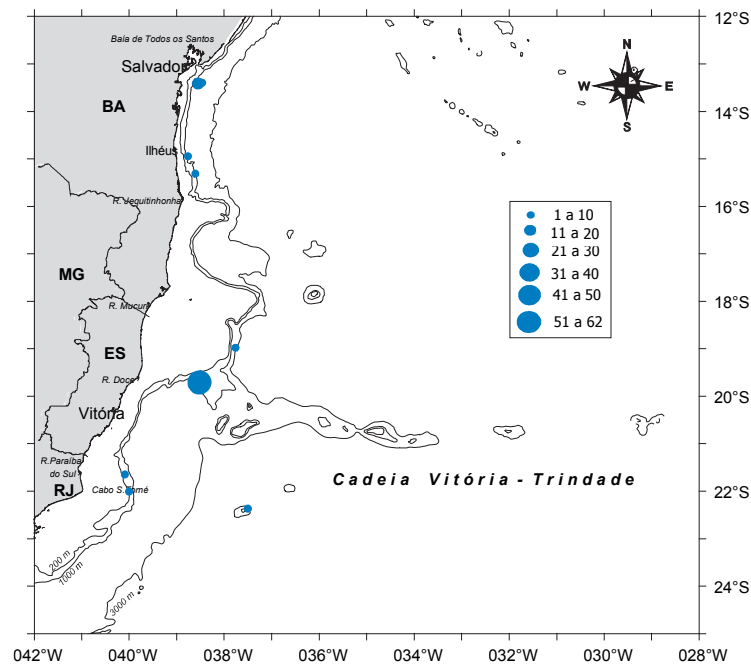 12°S
Baía de Todos os Santos
Salvador
N
W E
S
BA
14°S
Ilhéus
R. Jequitinhonha
16°S
1 a 10
11 a 20
21 a 30
31 a 40
41 a 50
51 a 62
MG
R. Mucuri
18°S
ES
R. Doce
20°S
Vitória
R.Paraíba
do Sul
Cadeia Vitória - Trindade
RJ
Cabo S.Tomé
22°S
200 m
1000 m
3000 m
24°S
042°W 040°W 038°W 036°W 034°W 032°W 030°W 028°W